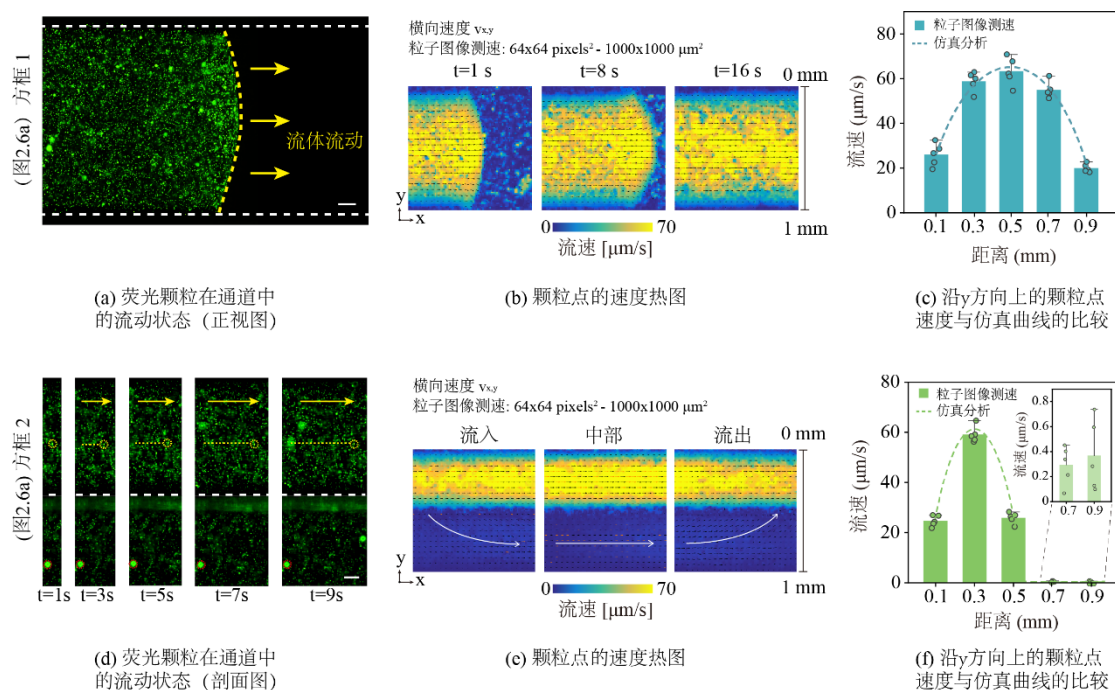 (图2.6a) 方框 1
流体流动
横向速度 vx,y
粒子图像测速: 64x64 pixels² - 1000x1000 μm²
t=1 s t=8 s t=16 s 0 mm
y
x
1 mm
0 70
流速 [μm/s]
粒子图像测速
仿真分析
流速 (μm/s)
80
60
40
20
0
0.1 0.3 0.5 0.7 0.9
距离 (mm)
(a) 荧光颗粒在通道中
的流动状态 (正视图)
(b) 颗粒点的速度热图
(c) 沿y方向上的颗粒点
速度与仿真曲线的比较
(图2.6a) 方框 2
t=1s t=3s t=5s t=7s t=9s
横向速度 vx,y
粒子图像测速: 64x64 pixels² - 1000x1000 μm²
流入 中部 流出 0 mm
y
x
1 mm
0 70
流速 [μm/s]
粒子图像测速
仿真分析
流速 (μm/s)
80
60
40
20
0
0.1 0.3 0.5 0.7 0.9
距离 (mm)
流速 (μm/s)
0.8
0.6
0.4
0.2
0.0
0.7 0.9
(d) 荧光颗粒在通道中
的流动状态 (剖面图)
(e) 颗粒点的速度热图
(f) 沿y方向上的颗粒点
速度与仿真曲线的比较